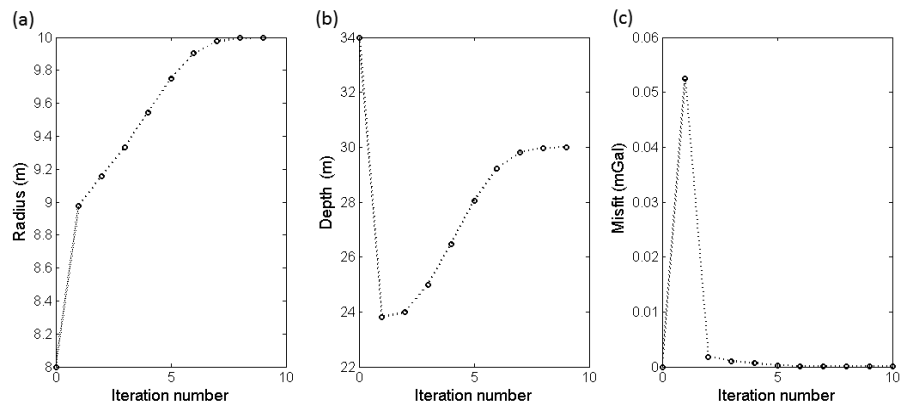 (a)
10
9.8
9.6
9.4
9.2
9
8.8
8.6
8.4
8.2
8
0 5 10
Radius (m)
Iteration number
(b)
34
32
30
28
26
24
22
0 5 10
Depth (m)
Iteration number
(c)
0.06
0.05
0.04
0.03
0.02
0.01
0
0 5 10
Misfit (mGal)
Iteration number